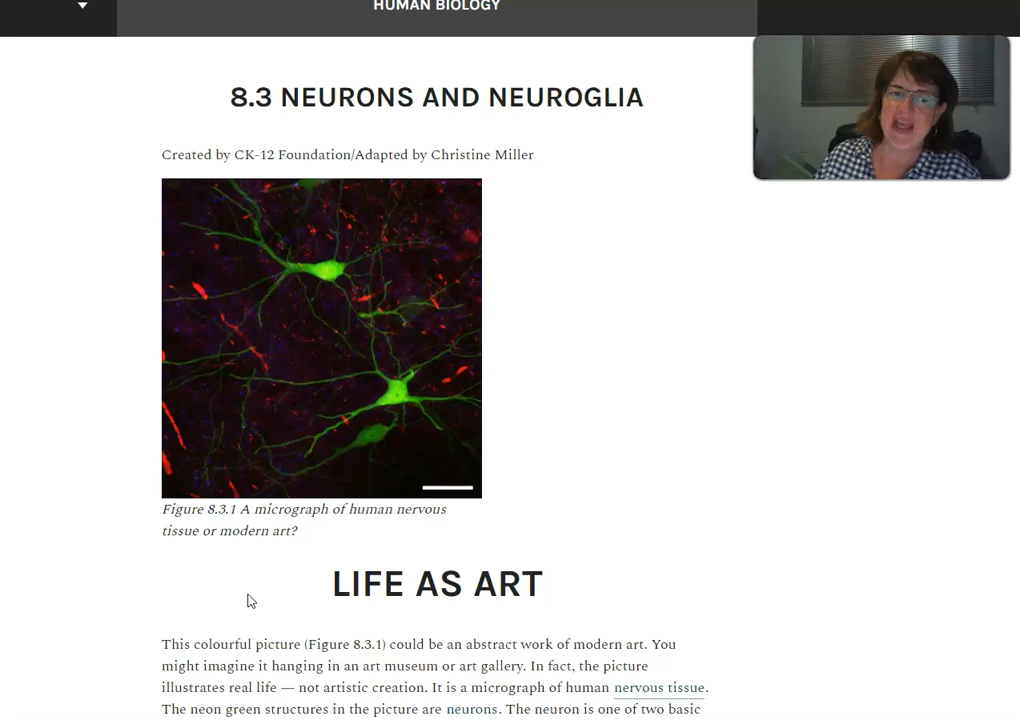 HUMAN BIOLOGY
8.3 NEURONS AND NEUROGLIA
Created by CK-12 Foundation/Adapted by Christine Miller
Figure 8.3.1 A micrograph of human nervous
tissue or modern art?
LIFE AS ART
This colourful picture (Figure 8.3.1) could be an abstract work of modern art. You
might imagine it hanging in an art museum or art gallery. In fact, the picture
illustrates real life — not artistic creation. It is a micrograph of human nervous tissue.
The neon green structures in the picture are neurons. The neuron is one of two basic